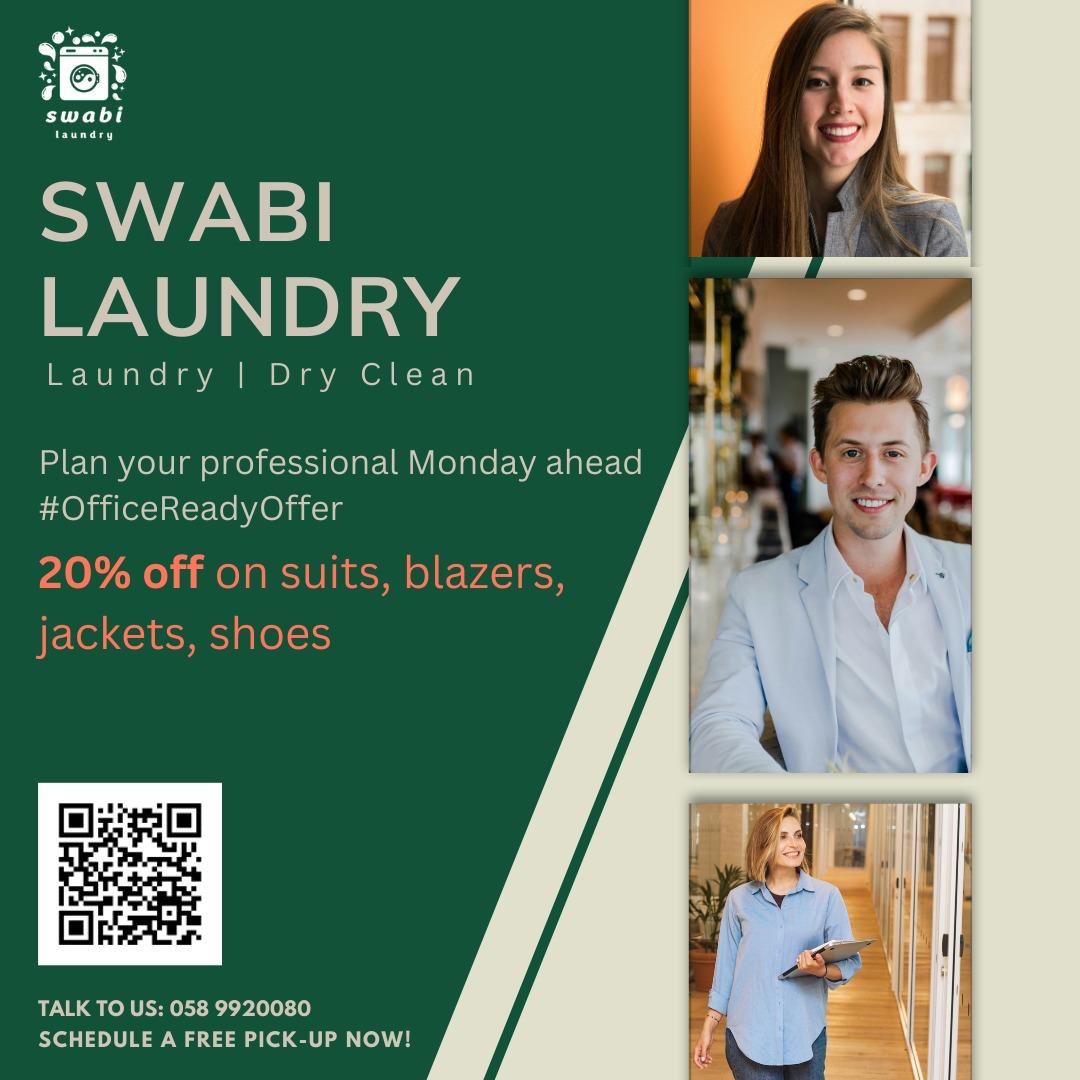 swabi
laundry
SWABI
LAUNDRY
Laundry | Dry Clean
Plan your professional Monday ahead
#OfficeReadyOffer
20% off on suits, blazers,
jackets, shoes
TALK TO US: 058 9920080
SCHEDULE A FREE PICK-UP NOW!